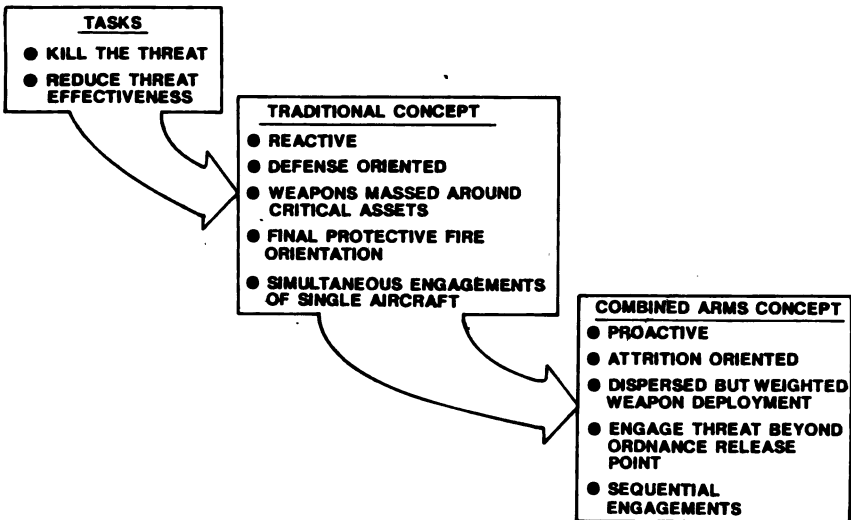 TASKS
● KILL THE THREAT
● REDUCE THREAT
EFFECTIVENESS
TRADITIONAL CONCEPT
● REACTIVE
● DEFENSE ORIENTED
● WEAPONS MASSED AROUND
CRITICAL ASSETS
● FINAL PROTECTIVE FIRE
ORIENTATION
● SIMULTANEOUS ENGAGEMENTS
OF SINGLE AIRCRAFT
COMBINED ARMS CONCEPT
● PROACTIVE
● ATTRITION ORIENTED
● DISPERSED BUT WEIGHTED
WEAPON DEPLOYMENT
● ENGAGE THREAT BEYOND
ORDNANCE RELEASE
POINT
● SEQUENTIAL
ENGAGEMENTS